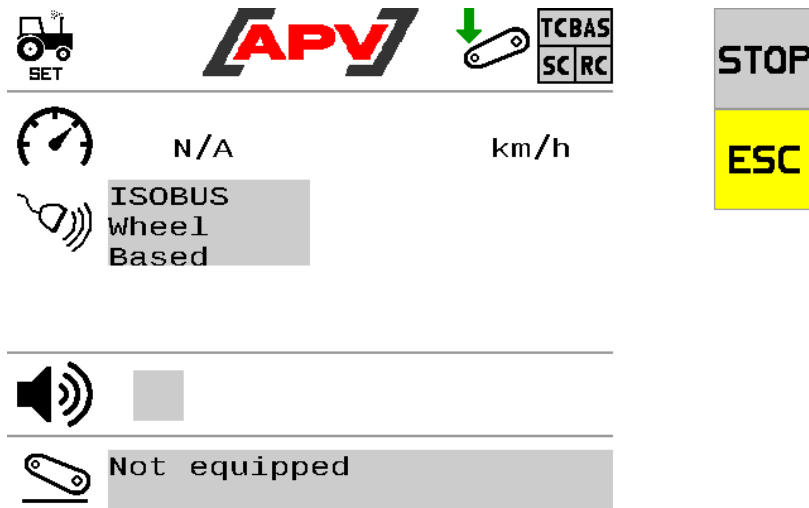 SET
APV
TCBAS
SC RC
STOP
N/A km/h
ESC
ISOBUS
Wheel
Based
Not equipped